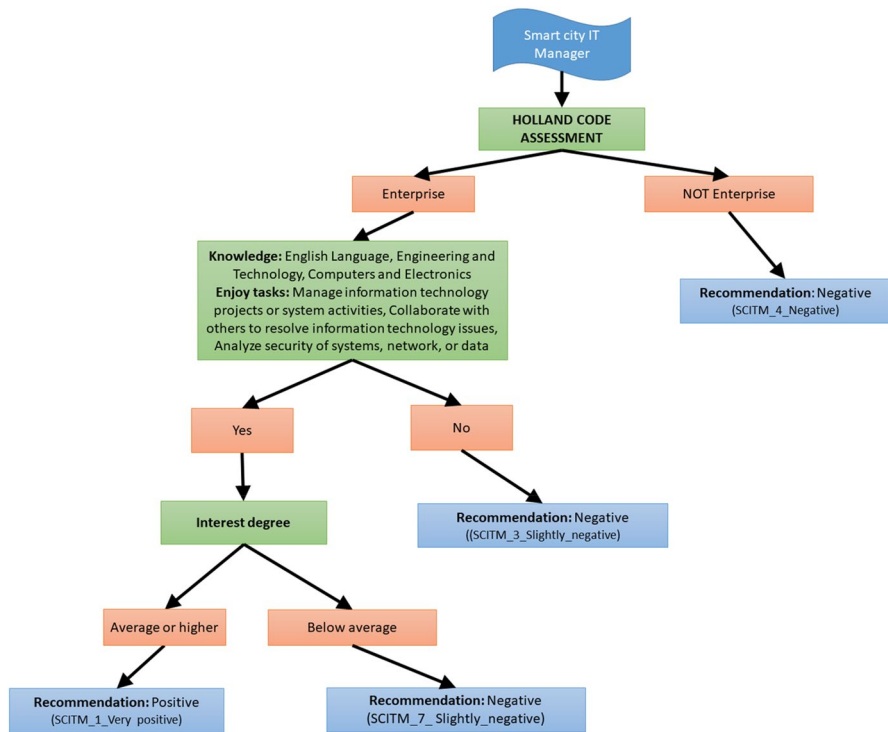 Smart city IT
Manager
HOLLAND CODE
ASSESSMENT
Enterprise
NOT Enterprise
Knowledge: English Language, Engineering and
Technology, Computers and Electronics
Enjoy tasks: Manage information technology
projects or system activities, Collaborate with
others to resolve information technology issues,
Analyze security of systems, network, or data
Recommendation: Negative
(SCITM_4_Negative)
Yes
No
Interest degree
Recommendation: Negative
((SCITM_3_Slightly_negative)
Average or higher
Below average
Recommendation: Positive
(SCITM_1_Very positive)
Recommendation: Negative
(SCITM_7_ Slightly_negative)